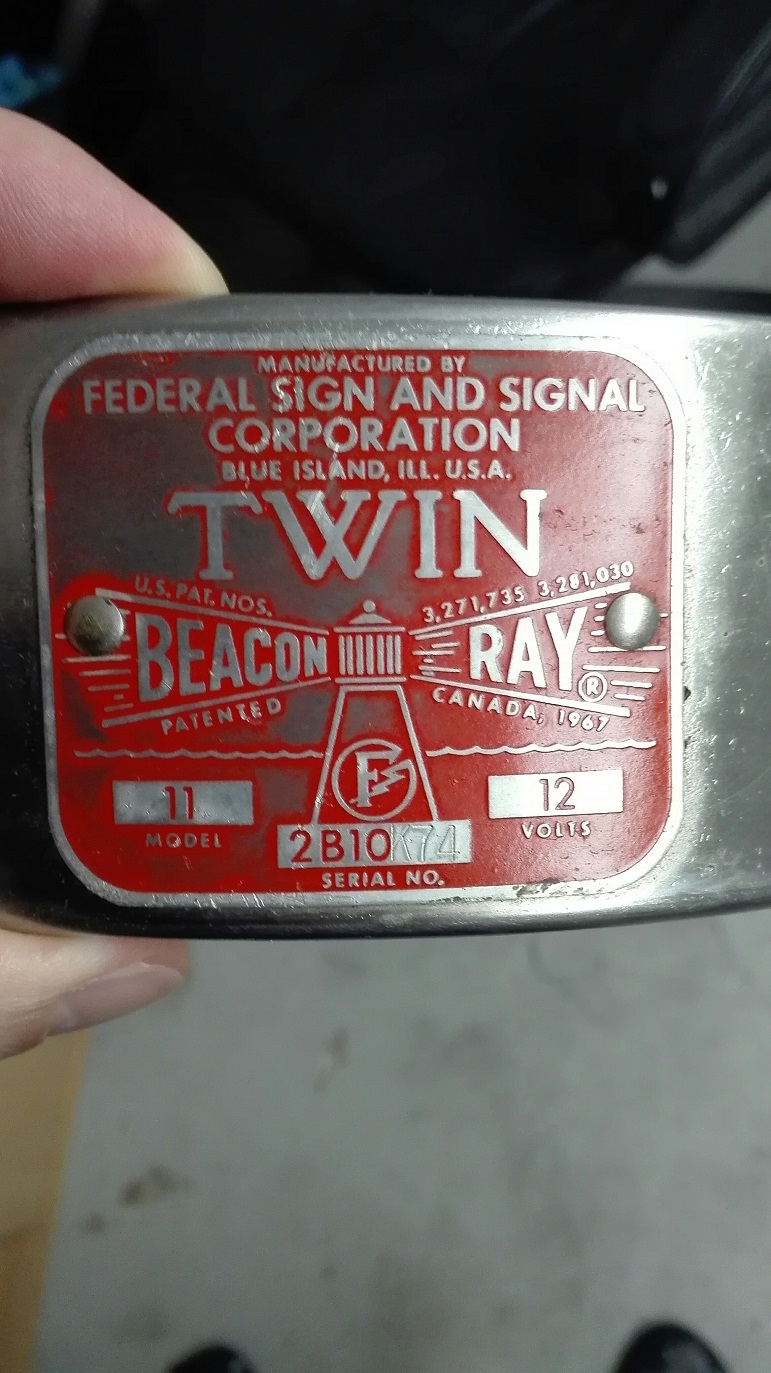 MANUFACTURED BY
FEDERAL SIGN AND SIGNAL
CORPORATION
BLUE ISLAND, ILL. U.S.A.
TWIN
U.S. PAT. NOS. 3,271,735 3,281,030
BEACON RAY®
PATENTED CANADA, 1967
F
11 12
MODEL VOLTS
2B10K74
SERIAL NO.